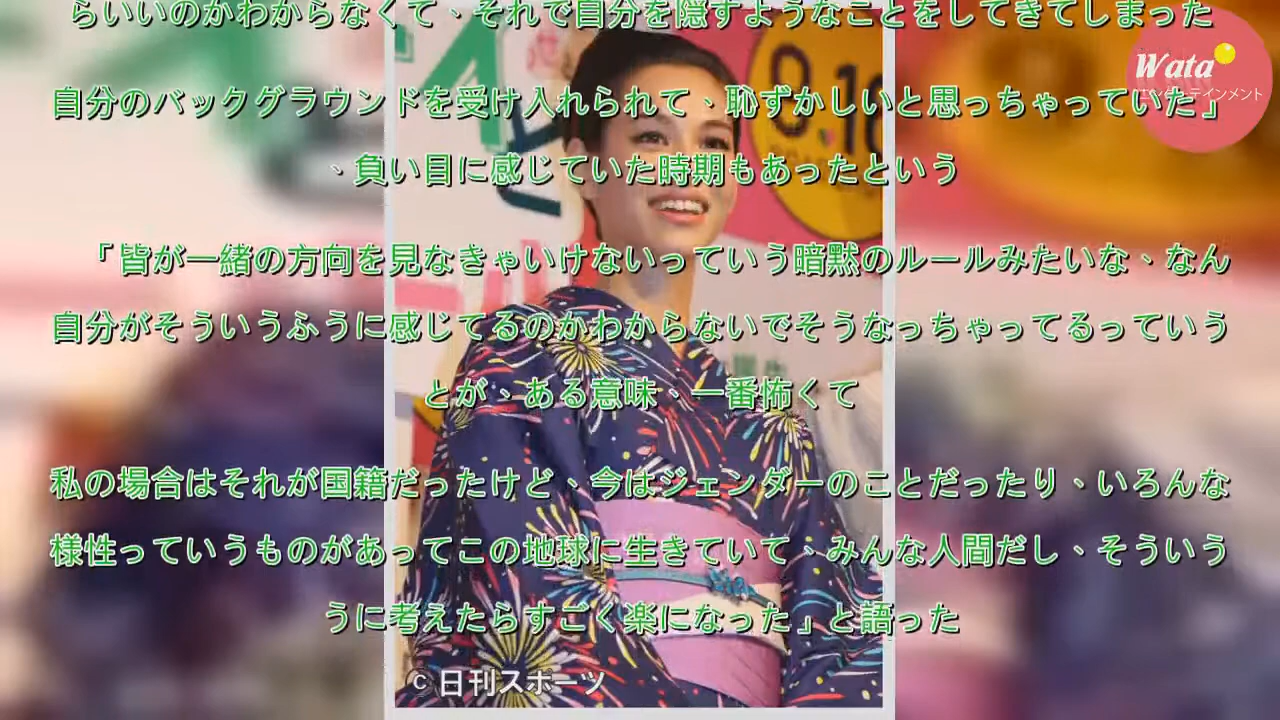 らいいのかわからなくて、それで自分を隠すようなことをしてきてしまった
自分のバックグラウンドを受け入れられて、恥ずかしいと思っちゃっていた」
、負い目に感じていた時期もあったという
「皆が一緒の方向を見なきゃいけないっていう暗黙のルールみたいな、なん
自分がそういうふうに感じてるのかわからないでそうなっちゃってるっていう
とが、ある意味、一番怖くて
私の場合はそれが国籍だったけど、今はジェンダーのことだったり、いろんな
様性っていうものがあってこの地球に生きていて、みんな人間だし、そういう
うに考えたらすごく楽になった」と語った
Wata
エンターテインメント
9.16
© 日刊スポーツ